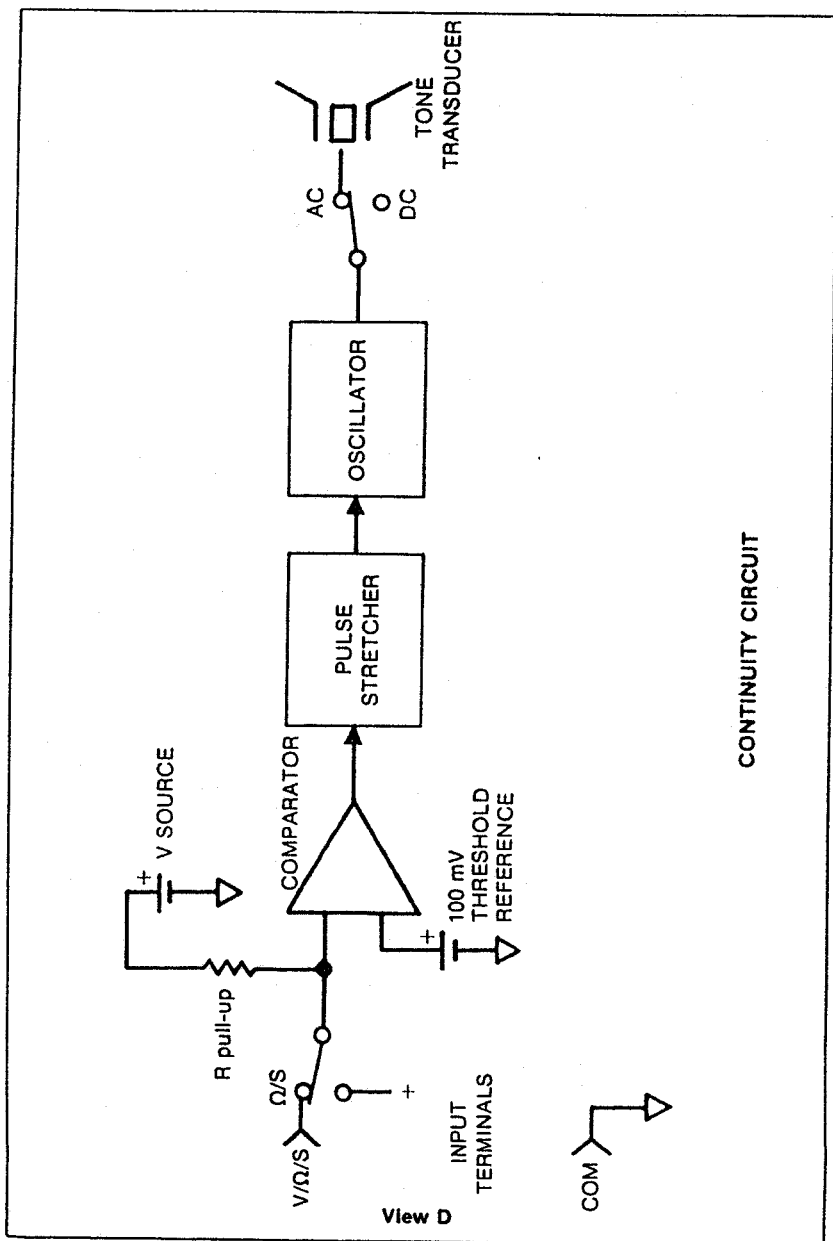 R pull-up
+
V SOURCE
V/Ω/S
Ω/S
+
INPUT
TERMINALS
COM
COMPARATOR
+
100 mV
THRESHOLD
REFERENCE
PULSE
STRETCHER
OSCILLATOR
AC
DC
TONE
TRANSDUCER
CONTINUITY CIRCUIT
View D